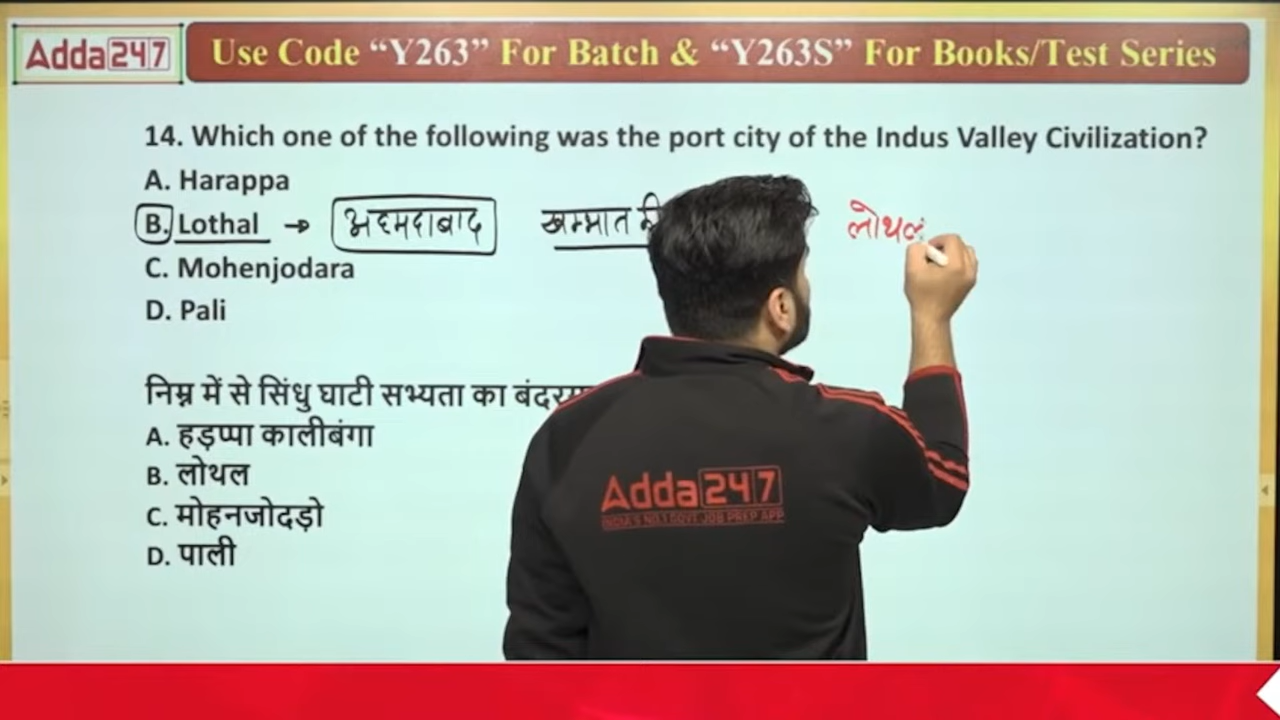 Adda247
Use Code “Y263” For Batch & “Y263S” For Books/Test Series
14. Which one of the following was the port city of the Indus Valley Civilization?
A. Harappa
B. Lothal → अहमदाबाद खम्भात की लोथल
C. Mohenjodara
D. Pali
निम्न में से सिंधु घाटी सभ्यता का
A. हड़प्पा कालीबंगा
B. लोथल
C. मोहनजोदड़ो
D. पाली
Adda247
INDIA'S NO.1 GOVT JOB PREP APP